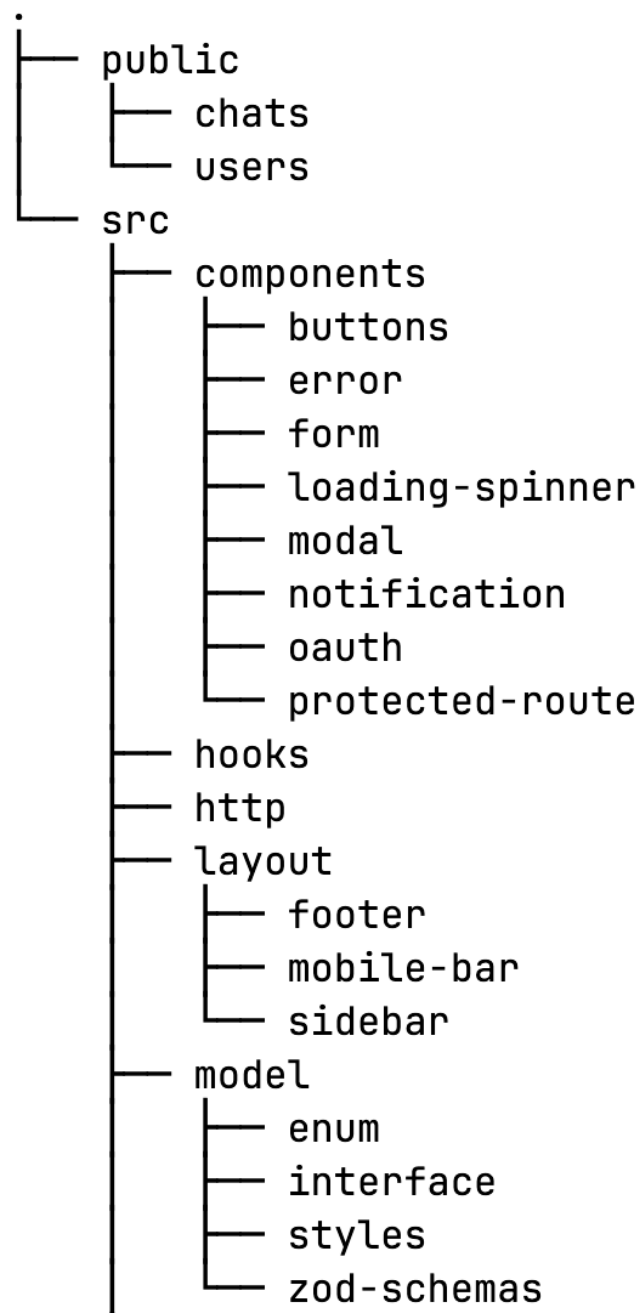 .
├── public
│   ├── chats
│   └── users
└── src
    ├── components
    │   ├── buttons
    │   ├── error
    │   ├── form
    │   ├── loading-spinner
    │   ├── modal
    │   ├── notification
    │   ├── oauth
    │   └── protected-route
    ├── hooks
    ├── http
    ├── layout
    │   ├── footer
    │   ├── mobile-bar
    │   └── sidebar
    ├── model
    │   ├── enum
    │   ├── interface
    │   ├── styles
    │   └── zod-schemas